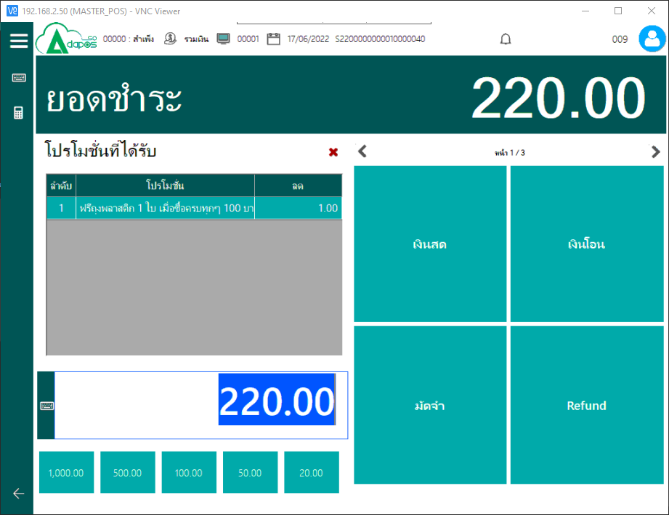 192.168.2.50 (MASTER_POS) - VNC Viewer
AdaPos GO 00000 : สำเพ็ง รวมผิน 00001 17/06/2022 S2200000000010000040 009
ยอดชำระ 220.00
โปรโมชั่นที่ได้รับ
หน้า 1 / 3
ลำดับ โปรโมชั่น ลด
1 ฟรีถุงพลาสติก 1 ใบ เมื่อซื้อครบทุกๆ 100 บา 1.00
เงินสด เงินโอน
220.00
มัดจำ Refund
1,000.00 500.00 100.00 50.00 20.00